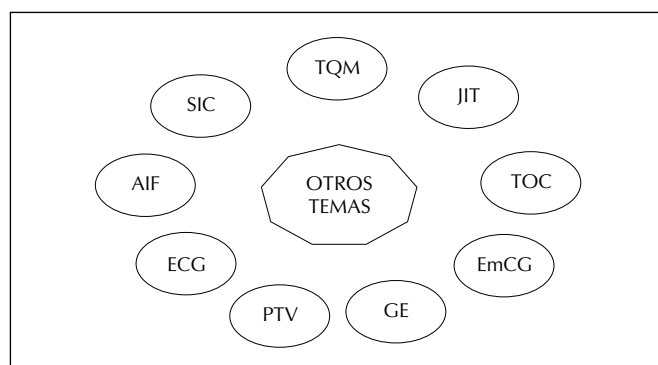 TQM
SIC
JIT
AIF
OTROS
TEMAS
TOC
ECG
EmCG
PTV
GE